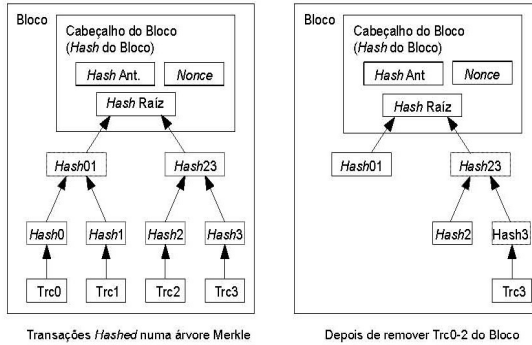 Bloco
Cabeçalho do Bloco
(Hash do Bloco)
Hash Ant.
Nonce
Hash Raíz
Hash01
Hash23
Hash0
Hash1
Hash2
Hash3
Trc0
Trc1
Trc2
Trc3
Transações Hashed numa árvore Merkle
Bloco
Cabeçalho do Bloco
(Hash do Bloco)
Hash Ant
Nonce
Hash Raíz
Hash01
Hash23
Hash2
Hash3
Trc3
Depois de remover Trc0-2 do Bloco